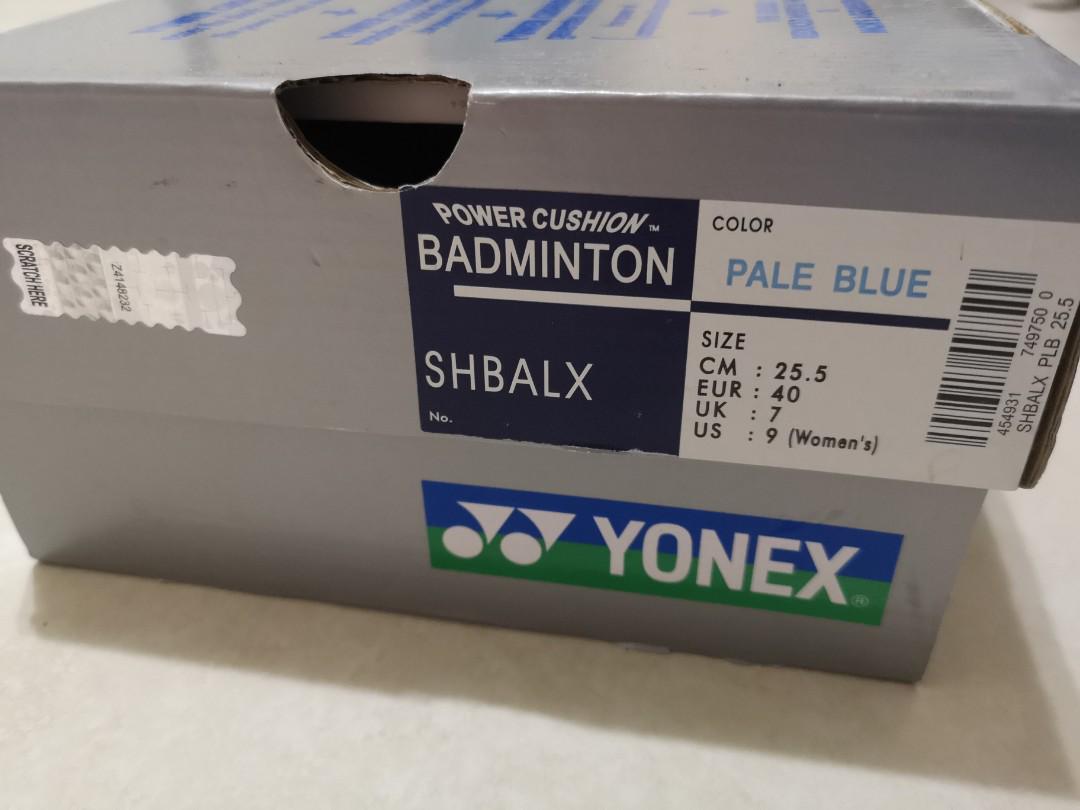 SCRATCH HERE
Z4148232
POWER CUSHION™
BADMINTON
SHBALX
No.
COLOR
PALE BLUE
SIZE
CM : 25.5
EUR : 40
UK : 7
US : 9 (Women's)
454931 749750 0
SHBALX PLB 25.5
YONEX®